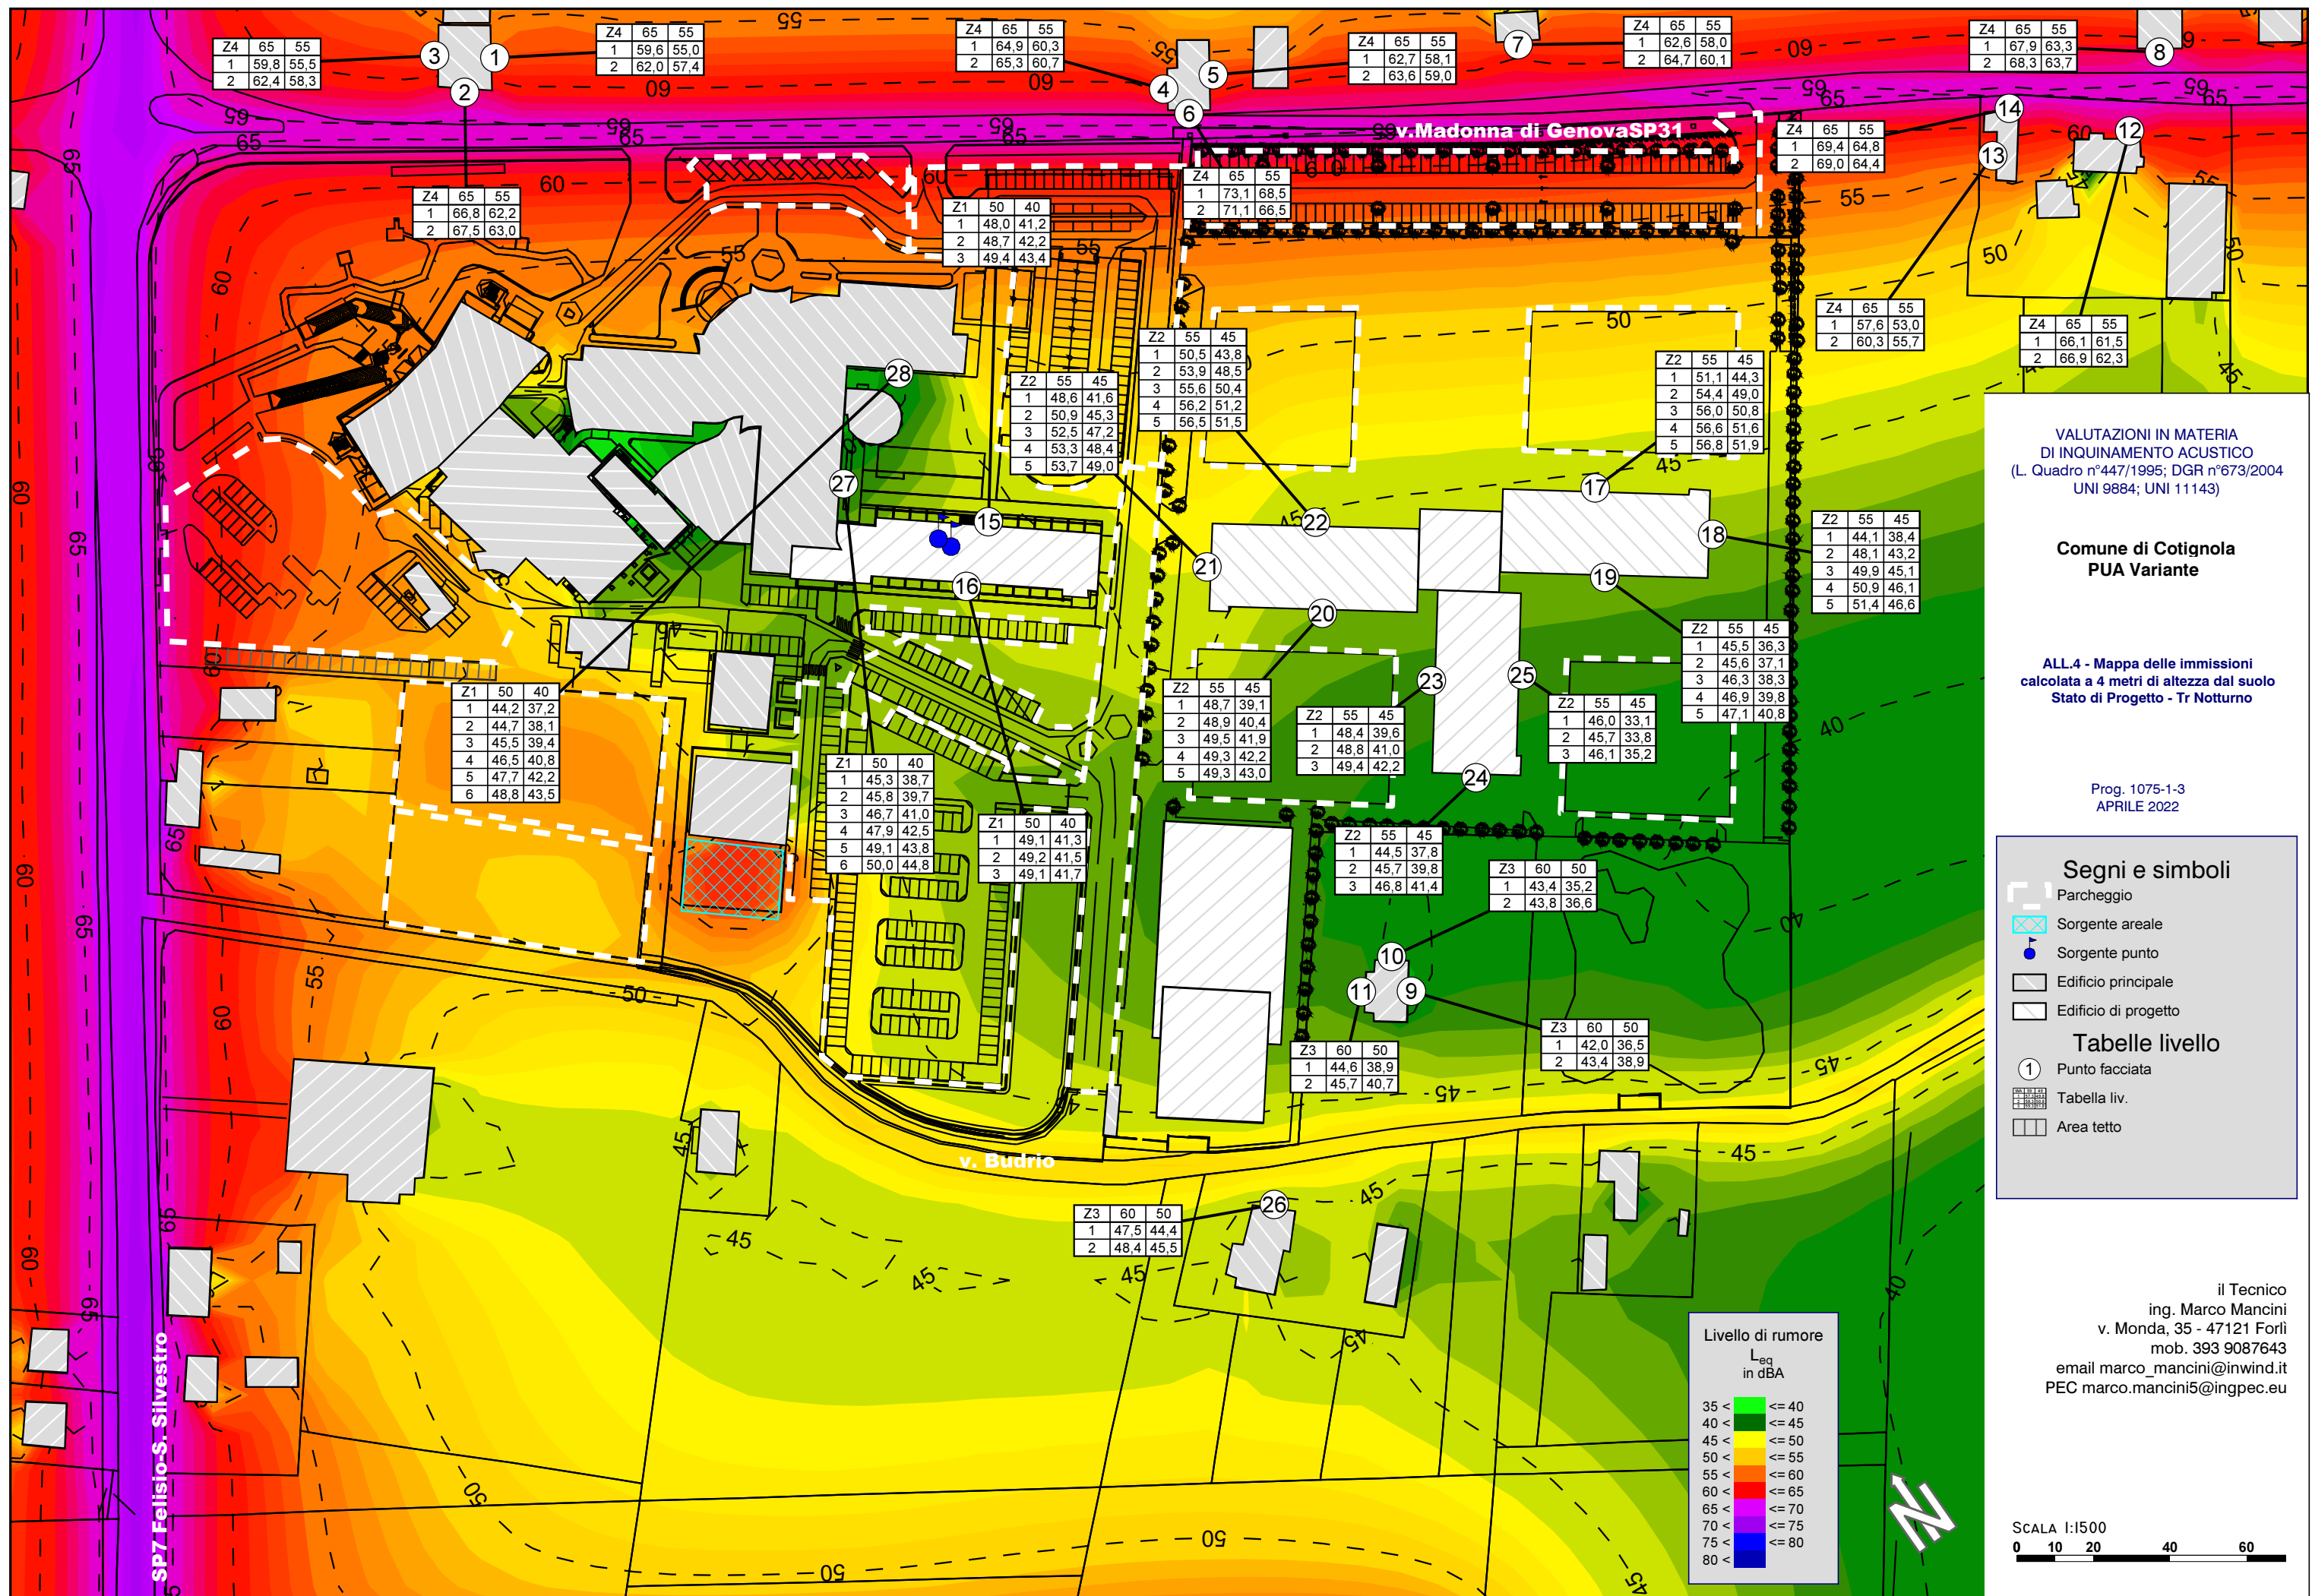 Z4 65 55
1 59,8 55,5
2 62,4 58,3
3
1
2
Z4 65 55
1 59,6 55,0
2 62,0 57,4
Z4 65 55
1 64,9 60,3
2 65,3 60,7
4
5
6
Z4 65 55
1 62,7 58,1
2 63,6 59,0
7
Z4 65 55
1 62,6 58,0
2 64,7 60,1
Z4 65 55
1 67,9 63,3
2 68,3 63,7
8
v.Madonna di GenovaSP31
Z4 65 55
1 66,8 62,2
2 67,5 63,0
Z1 50 40
1 48,0 41,2
2 48,7 42,2
3 49,4 43,4
Z4 65 55
1 73,1 68,5
2 71,1 66,5
Z4 65 55
1 69,4 64,8
2 69,0 64,4
14
13
12
Z4 65 55
1 57,6 53,0
2 60,3 55,7
Z4 65 55
1 66,1 61,5
2 66,9 62,3
28
Z2 55 45
1 48,6 41,6
2 50,9 45,3
3 52,5 47,2
4 53,3 48,4
5 53,7 49,0
Z2 55 45
1 50,5 43,8
2 53,9 48,5
3 55,6 50,4
4 56,2 51,2
5 56,5 51,5
Z2 55 45
1 51,1 44,3
2 54,4 49,0
3 56,0 50,8
4 56,6 51,6
5 56,8 51,9
27
15
16
21
22
17
18
19
20
Z2 55 45
1 44,1 38,4
2 48,1 43,2
3 49,9 45,1
4 50,9 46,1
5 51,4 46,6
Z2 55 45
1 45,5 36,3
2 45,6 37,1
3 46,3 38,3
4 46,9 39,8
5 47,1 40,8
23
25
24
Z1 50 40
1 44,2 37,2
2 44,7 38,1
3 45,5 39,4
4 46,5 40,8
5 47,7 42,2
6 48,8 43,5
Z2 55 45
1 48,7 39,1
2 48,9 40,4
3 49,5 41,9
4 49,3 42,2
5 49,3 43,0
Z2 55 45
1 48,4 39,6
2 48,8 41,0
3 49,4 42,2
Z2 55 45
1 46,0 33,1
2 45,7 33,8
3 46,1 35,2
Z1 50 40
1 45,3 38,7
2 45,8 39,7
3 46,7 41,0
4 47,9 42,5
5 49,1 43,8
6 50,0 44,8
Z1 50 40
1 49,1 41,3
2 49,2 41,5
3 49,1 41,7
Z2 55 45
1 44,5 37,8
2 45,7 39,8
3 46,8 41,4
Z3 60 50
1 43,4 35,2
2 43,8 36,6
10
11
9
Z3 60 50
1 44,6 38,9
2 45,7 40,7
Z3 60 50
1 42,0 36,5
2 43,4 38,9
v. Budrio
26
Z3 60 50
1 47,5 44,4
2 48,4 45,5
SP7 Felisio-S. Silvestro
VALUTAZIONI IN MATERIA
DI INQUINAMENTO ACUSTICO
(L. Quadro n°447/1995; DGR n°673/2004
UNI 9884; UNI 11143)
Comune di Cotignola
PUA Variante
ALL.4 - Mappa delle immissioni
calcolata a 4 metri di altezza dal suolo
Stato di Progetto - Tr Notturno
Prog. 1075-1-3
APRILE 2022
Segni e simboli
Parcheggio
Sorgente areale
Sorgente punto
Edificio principale
Edificio di progetto
Tabelle livello
1 Punto facciata
Tabella liv.
Area tetto
il Tecnico
ing. Marco Mancini
v. Monda, 35 - 47121 Forlì
mob. 393 9087643
email marco_mancini@inwind.it
PEC marco.mancini5@ingpec.eu
Livello di rumore
Leq
in dBA
35 < <= 40
40 < <= 45
45 < <= 50
50 < <= 55
55 < <= 60
60 < <= 65
65 < <= 70
70 < <= 75
75 < <= 80
80 <
N
SCALA 1:1500
0 10 20 40 60